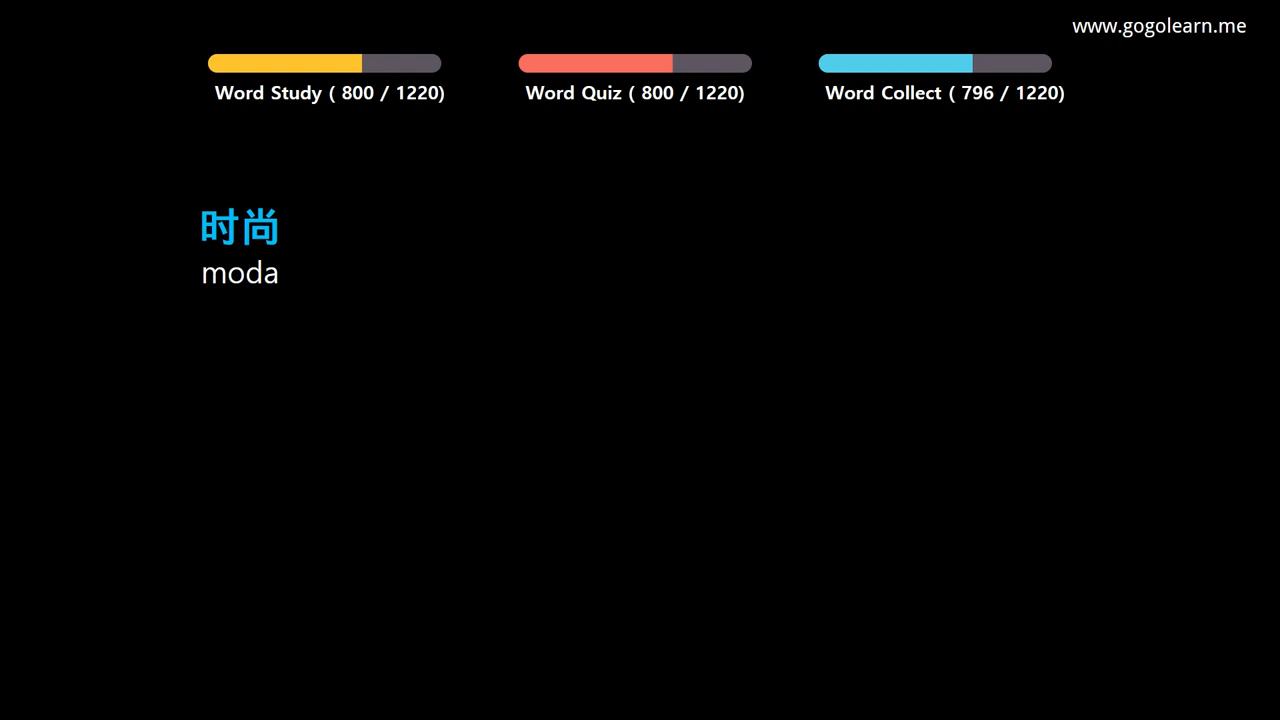 www.gogolearn.me
Word Study ( 800 / 1220)
Word Quiz ( 800 / 1220)
Word Collect ( 796 / 1220)
时尚
moda